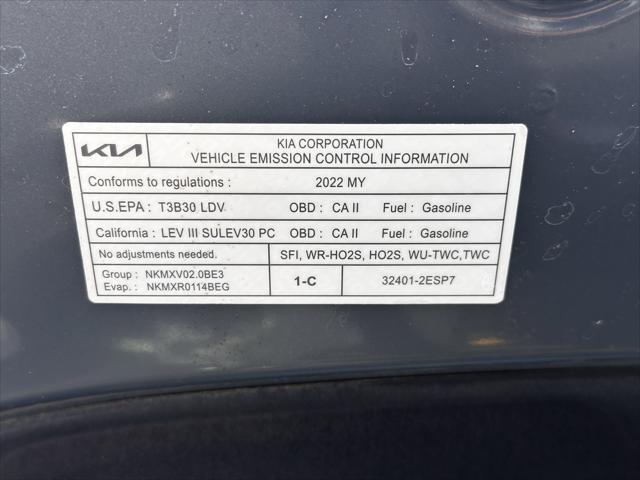 KIA
KIA CORPORATION
VEHICLE EMISSION CONTROL INFORMATION
Conforms to regulations : 2022 MY
U.S.EPA : T3B30 LDV OBD : CA II Fuel : Gasoline
California : LEV III SULEV30 PC OBD : CA II Fuel : Gasoline
No adjustments needed. SFI, WR-HO2S, HO2S, WU-TWC,TWC
Group : NKMXV02.0BE3
Evap. : NKMXR0114BEG
1-C
32401-2ESP7